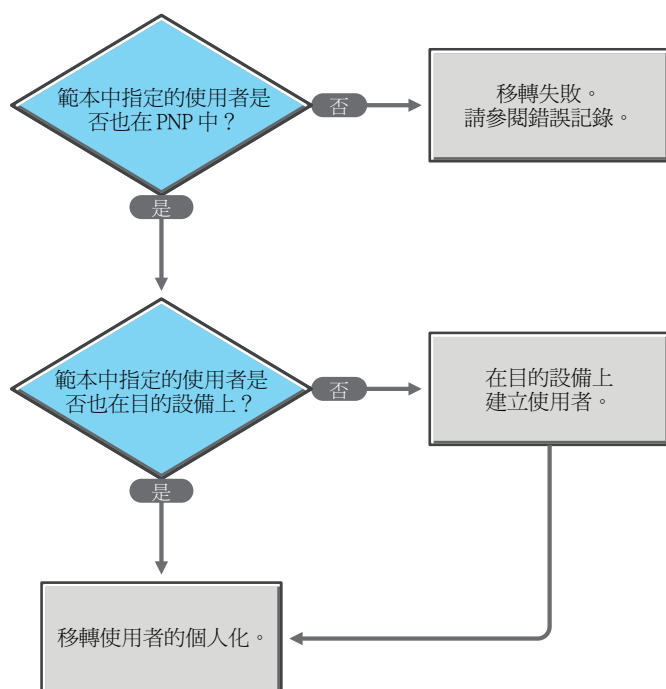 範本中指定的使用者是
否也在 PNP 中？
否
移轉失敗。
請參閱錯誤記錄。
是
範本中指定的使用者是
否也在目的設備上？
否
在目的設備上
建立使用者。
是
移轉使用者的個人化。